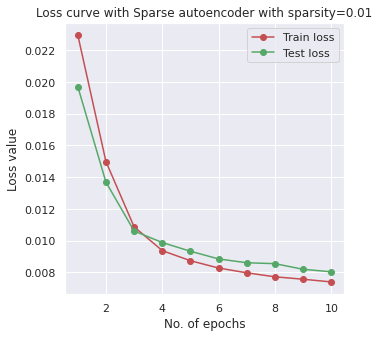 Loss curve with Sparse autoencoder with sparsity=0.01
Train loss
Test loss
0.022
0.020
0.018
0.016
0.014
0.012
0.010
0.008
Loss value
2 4 6 8 10
No. of epochs